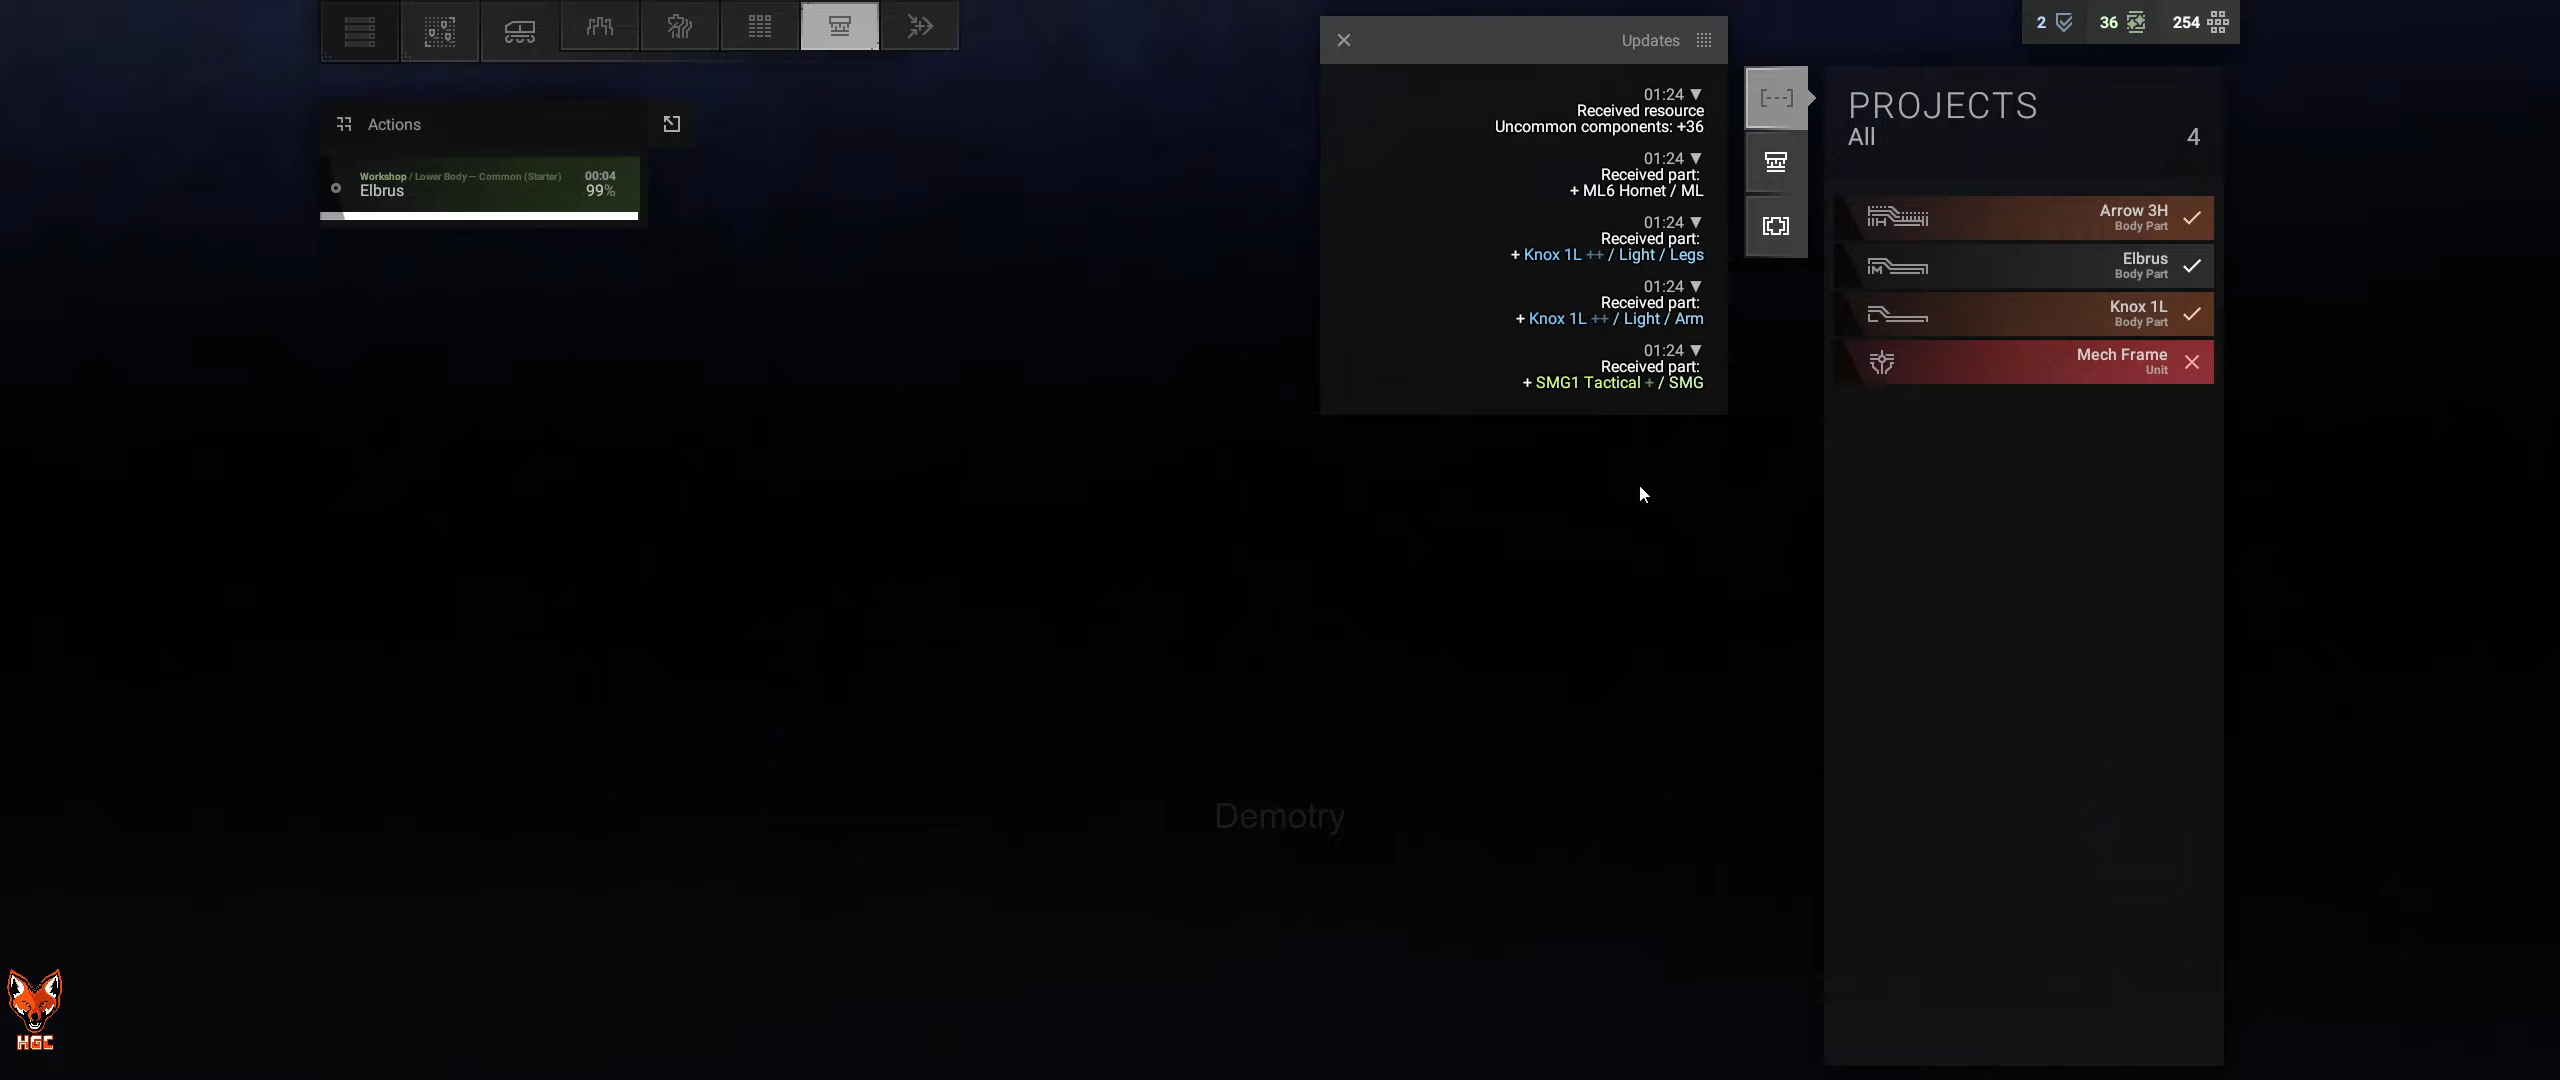 2
36
254
Actions
Workshop / Lower Body — Common (Starter) 00:04
Elbrus 99%
Updates
01:24 ▼
Received resource
Uncommon components: +36
01:24 ▼
Received part:
+ ML6 Hornet / ML
01:24 ▼
Received part:
+ Knox 1L ++ / Light / Legs
01:24 ▼
Received part:
+ Knox 1L ++ / Light / Arm
01:24 ▼
Received part:
+ SMG1 Tactical + / SMG
PROJECTS
All 4
Arrow 3H
Body Part
Elbrus
Body Part
Knox 1L
Body Part
Mech Frame
Unit
Demotry
HGC